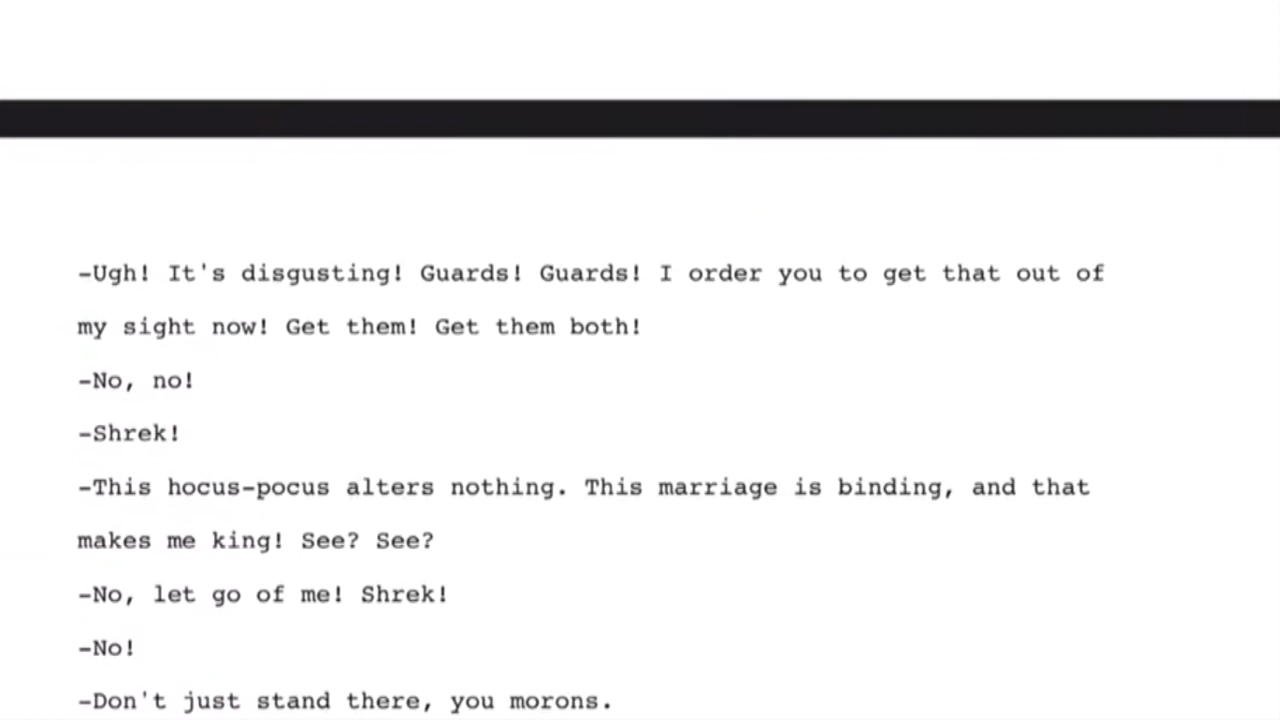 -Ugh! It's disgusting! Guards! Guards! I order you to get that out of
my sight now! Get them! Get them both!
-No, no!
-Shrek!
-This hocus-pocus alters nothing. This marriage is binding, and that
makes me king! See? See?
-No, let go of me! Shrek!
-No!
-Don't just stand there, you morons.